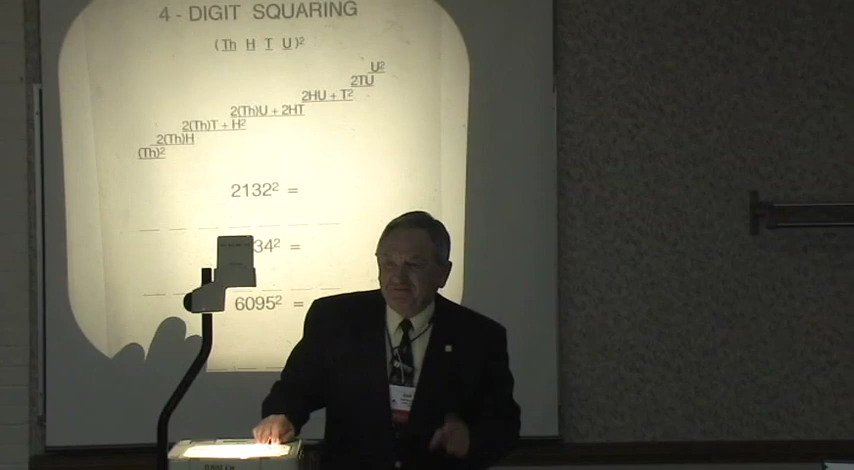 4 - DIGIT SQUARING
(Th H T U)²
U²
2TU
2HU + T²
2(Th)U + 2HT
2(Th)T + H²
2(Th)H
(Th)²
2132² =
34² =
6095² =